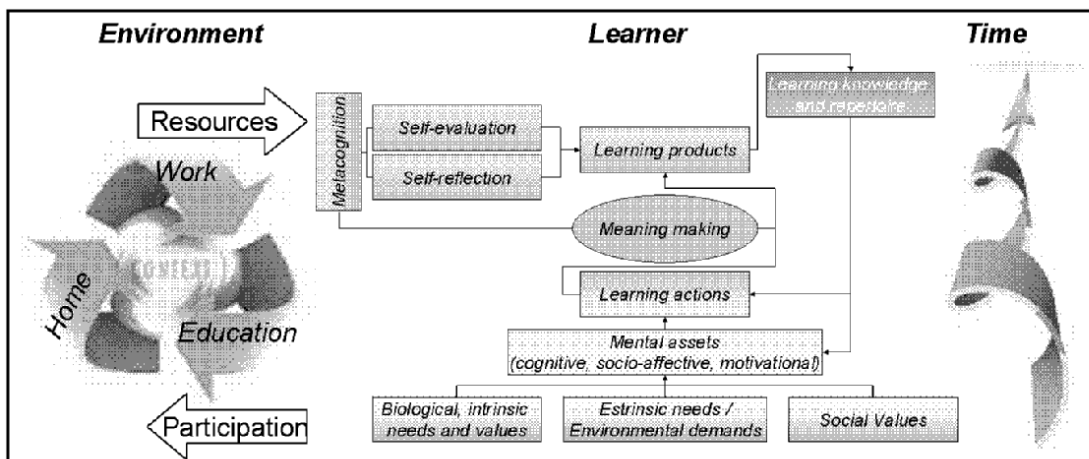 Environment
Learner
Time
Resources
Work
CONTEXT
Home
Education
Participation
Metacognition
Self-evaluation
Self-reflection
Learning products
Learning knowledge
and repertoire
Meaning making
Learning actions
Mental assets
(cognitive, socio-affective, motivational)
Biological, intrinsic
needs and values
Estrinsic needs /
Environmental demands
Social Values